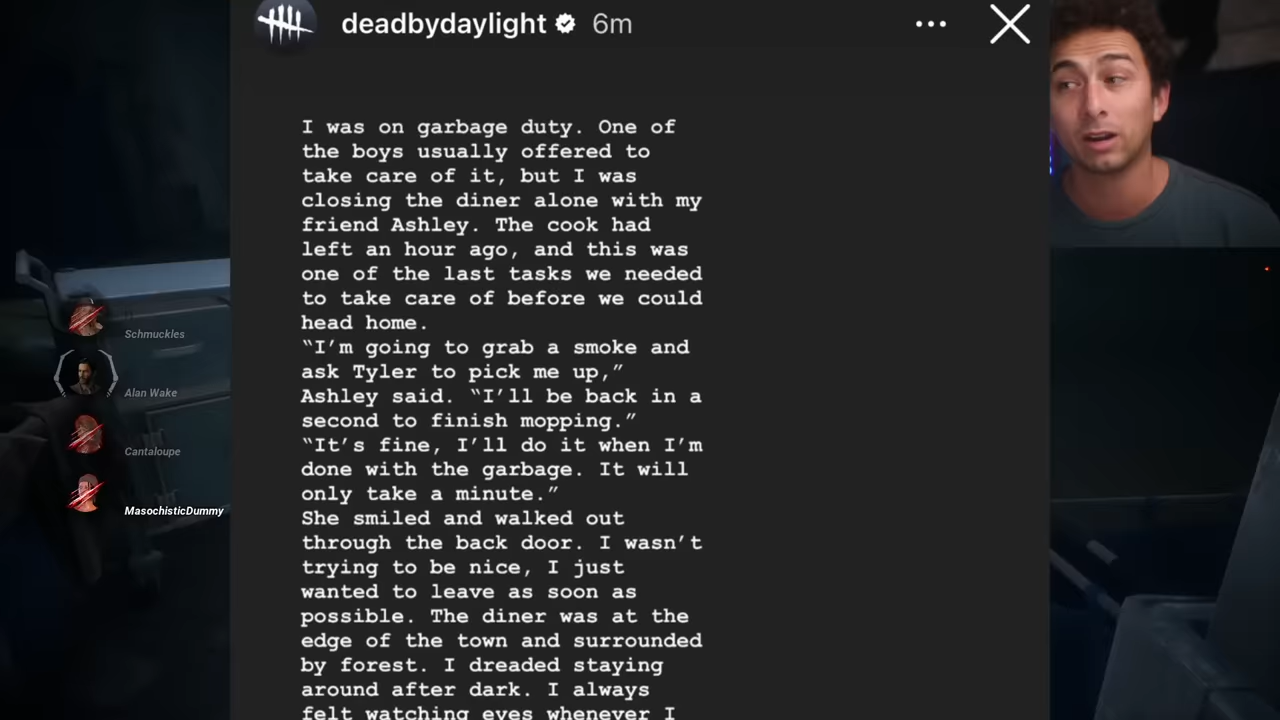 deadbydaylight 6m
I was on garbage duty. One of
the boys usually offered to
take care of it, but I was
closing the diner alone with my
friend Ashley. The cook had
left an hour ago, and this was
one of the last tasks we needed
to take care of before we could
head home.
“I’m going to grab a smoke and
ask Tyler to pick me up,”
Ashley said. “I’ll be back in a
second to finish mopping.”
“It’s fine, I’ll do it when I’m
done with the garbage. It will
only take a minute.”
She smiled and walked out
through the back door. I wasn’t
trying to be nice, I just
wanted to leave as soon as
possible. The diner was at the
edge of the town and surrounded
by forest. I dreaded staying
around after dark. I always
felt watching eyes whenever I
Schmuckles
Alan Wake
Cantaloupe
MasochisticDummy